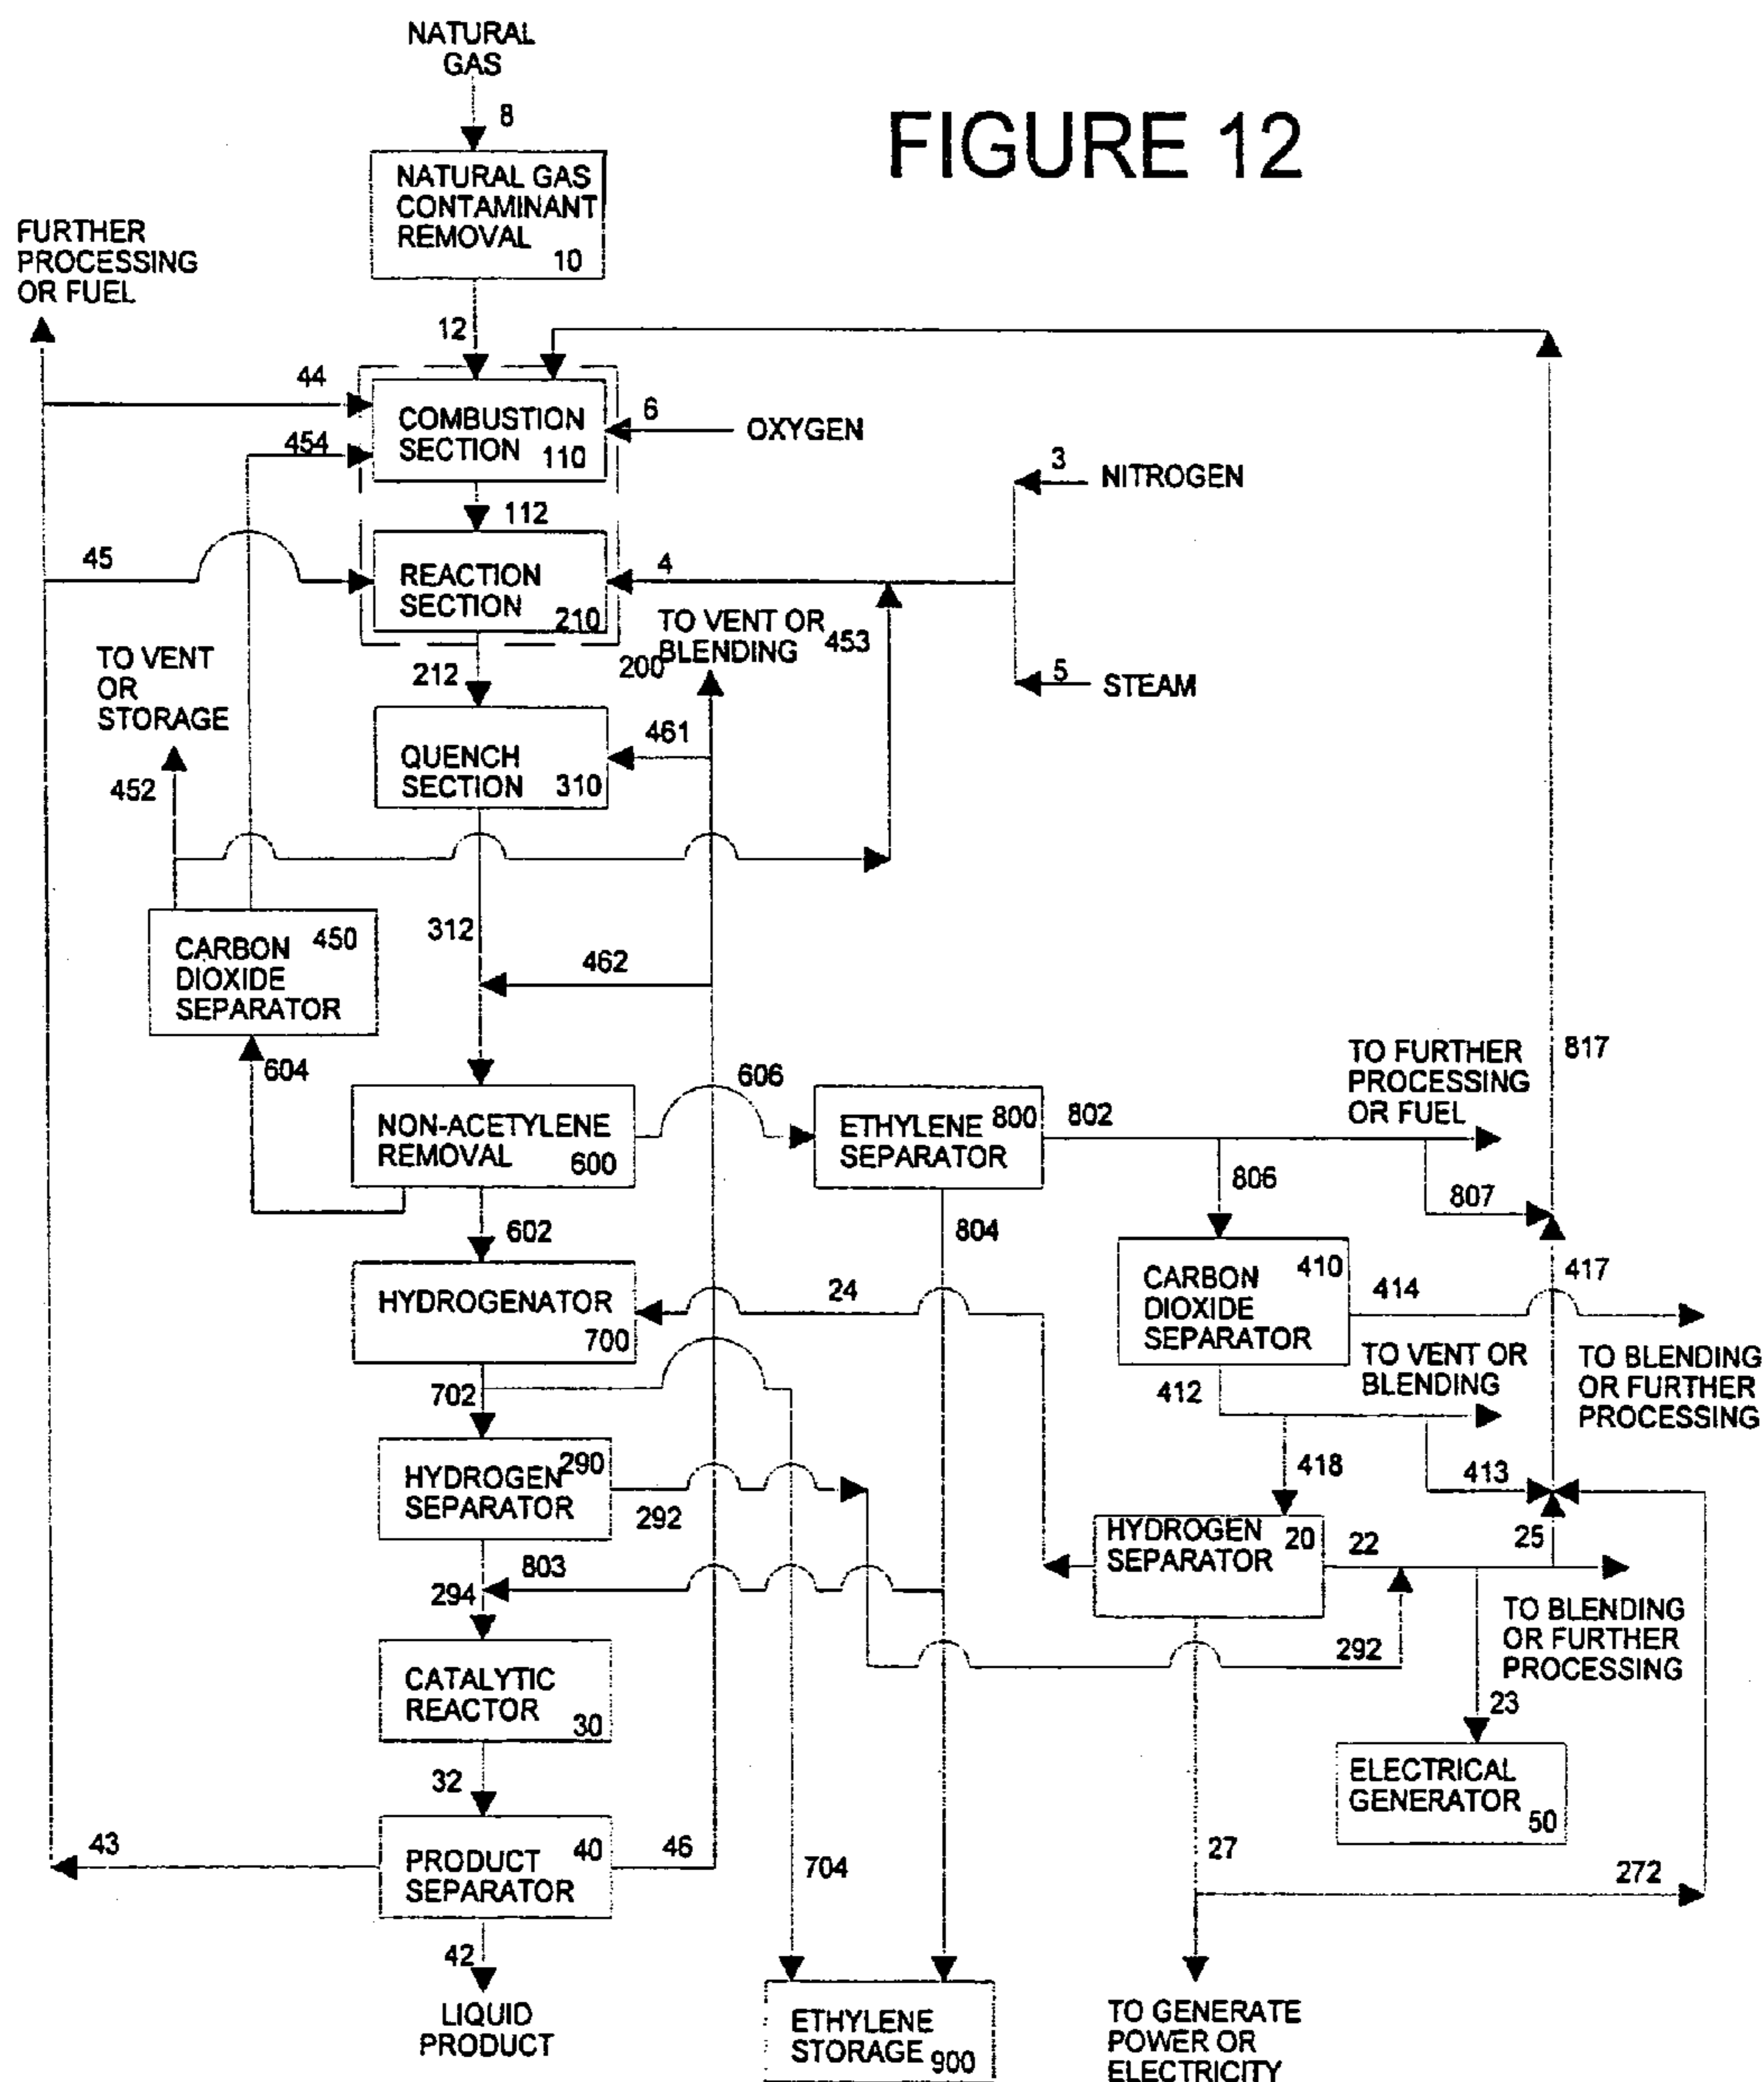 NATURAL
GAS
8
FIGURE 12
NATURAL GAS
CONTAMINANT
REMOVAL
10
FURTHER
PROCESSING
OR FUEL
12
44
COMBUSTION
SECTION
110
6
OXYGEN
454
3
NITROGEN
112
45
REACTION
SECTION
210
4
TO VENT OR
BLENDING
453
200
5
STEAM
TO VENT
OR
STORAGE
212
QUENCH
SECTION
310
461
452
312
CARBON
DIOXIDE
SEPARATOR
450
462
604
606
TO FURTHER
PROCESSING
OR FUEL
817
NON-ACETYLENE
REMOVAL
600
ETHYLENE
SEPARATOR
800
802
806
807
602
804
HYDROGENATOR
700
24
CARBON
DIOXIDE
SEPARATOR
410
414
417
TO VENT OR
BLENDING
TO BLENDING
OR FURTHER
PROCESSING
702
412
HYDROGEN
SEPARATOR
290
292
418
413
HYDROGEN
SEPARATOR
20
22
25
803
294
TO BLENDING
OR FURTHER
PROCESSING
292
CATALYTIC
REACTOR
30
23
ELECTRICAL
GENERATOR
50
32
43
PRODUCT
SEPARATOR
40
46
704
27
272
42
LIQUID
PRODUCT
ETHYLENE
STORAGE
900
TO GENERATE
POWER OR
ELECTRICITY